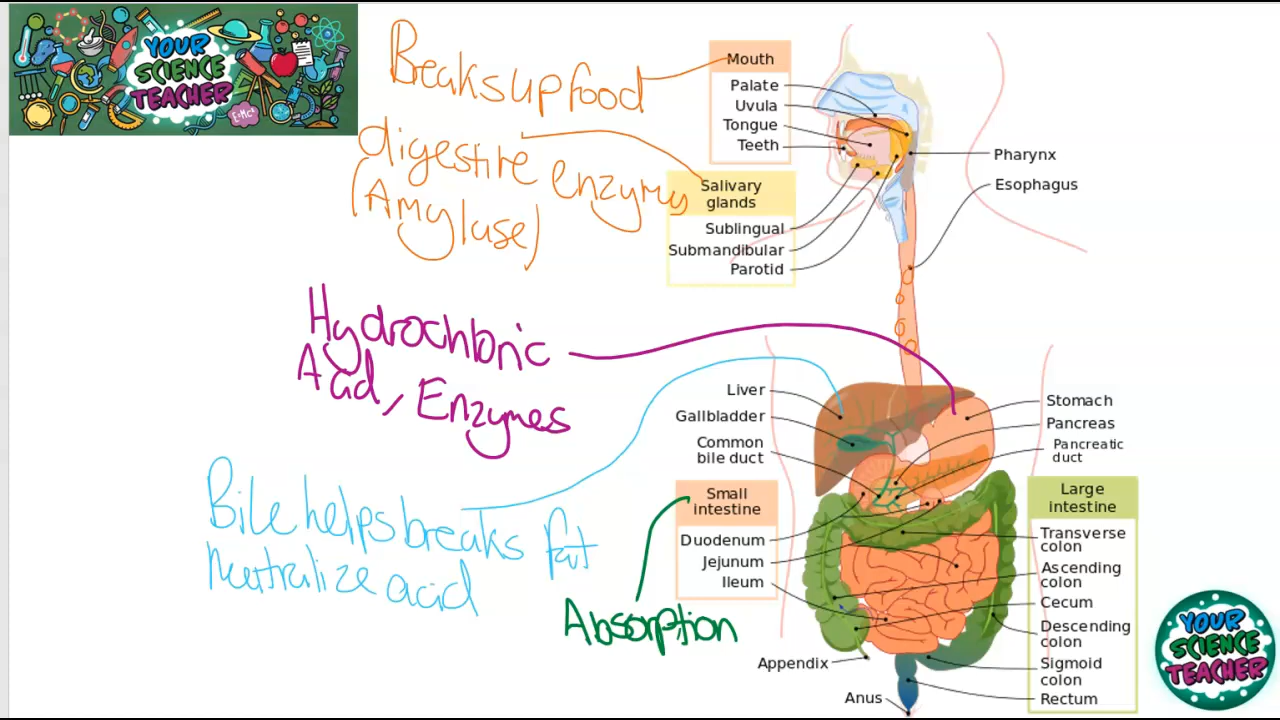 YOUR
SCIENCE
TEACHER
E=MC²
Breaks up food
digestire enzymy
(Amylase)
Hydrochloric
Acid, Enzymes
Bile helps breaks fat
Neutralize acid
Absorption
Mouth
Palate
Uvula
Tongue
Teeth
Salivary
glands
Sublingual
Submandibular
Parotid
Pharynx
Esophagus
Liver
Gallbladder
Common
bile duct
Small
intestine
Duodenum
Jejunum
Ileum
Appendix
Anus
Stomach
Pancreas
Pancreatic
duct
Large
intestine
Transverse
colon
Ascending
colon
Cecum
Descending
colon
Sigmoid
colon
Rectum
YOUR
SCIENCE
TEACHER